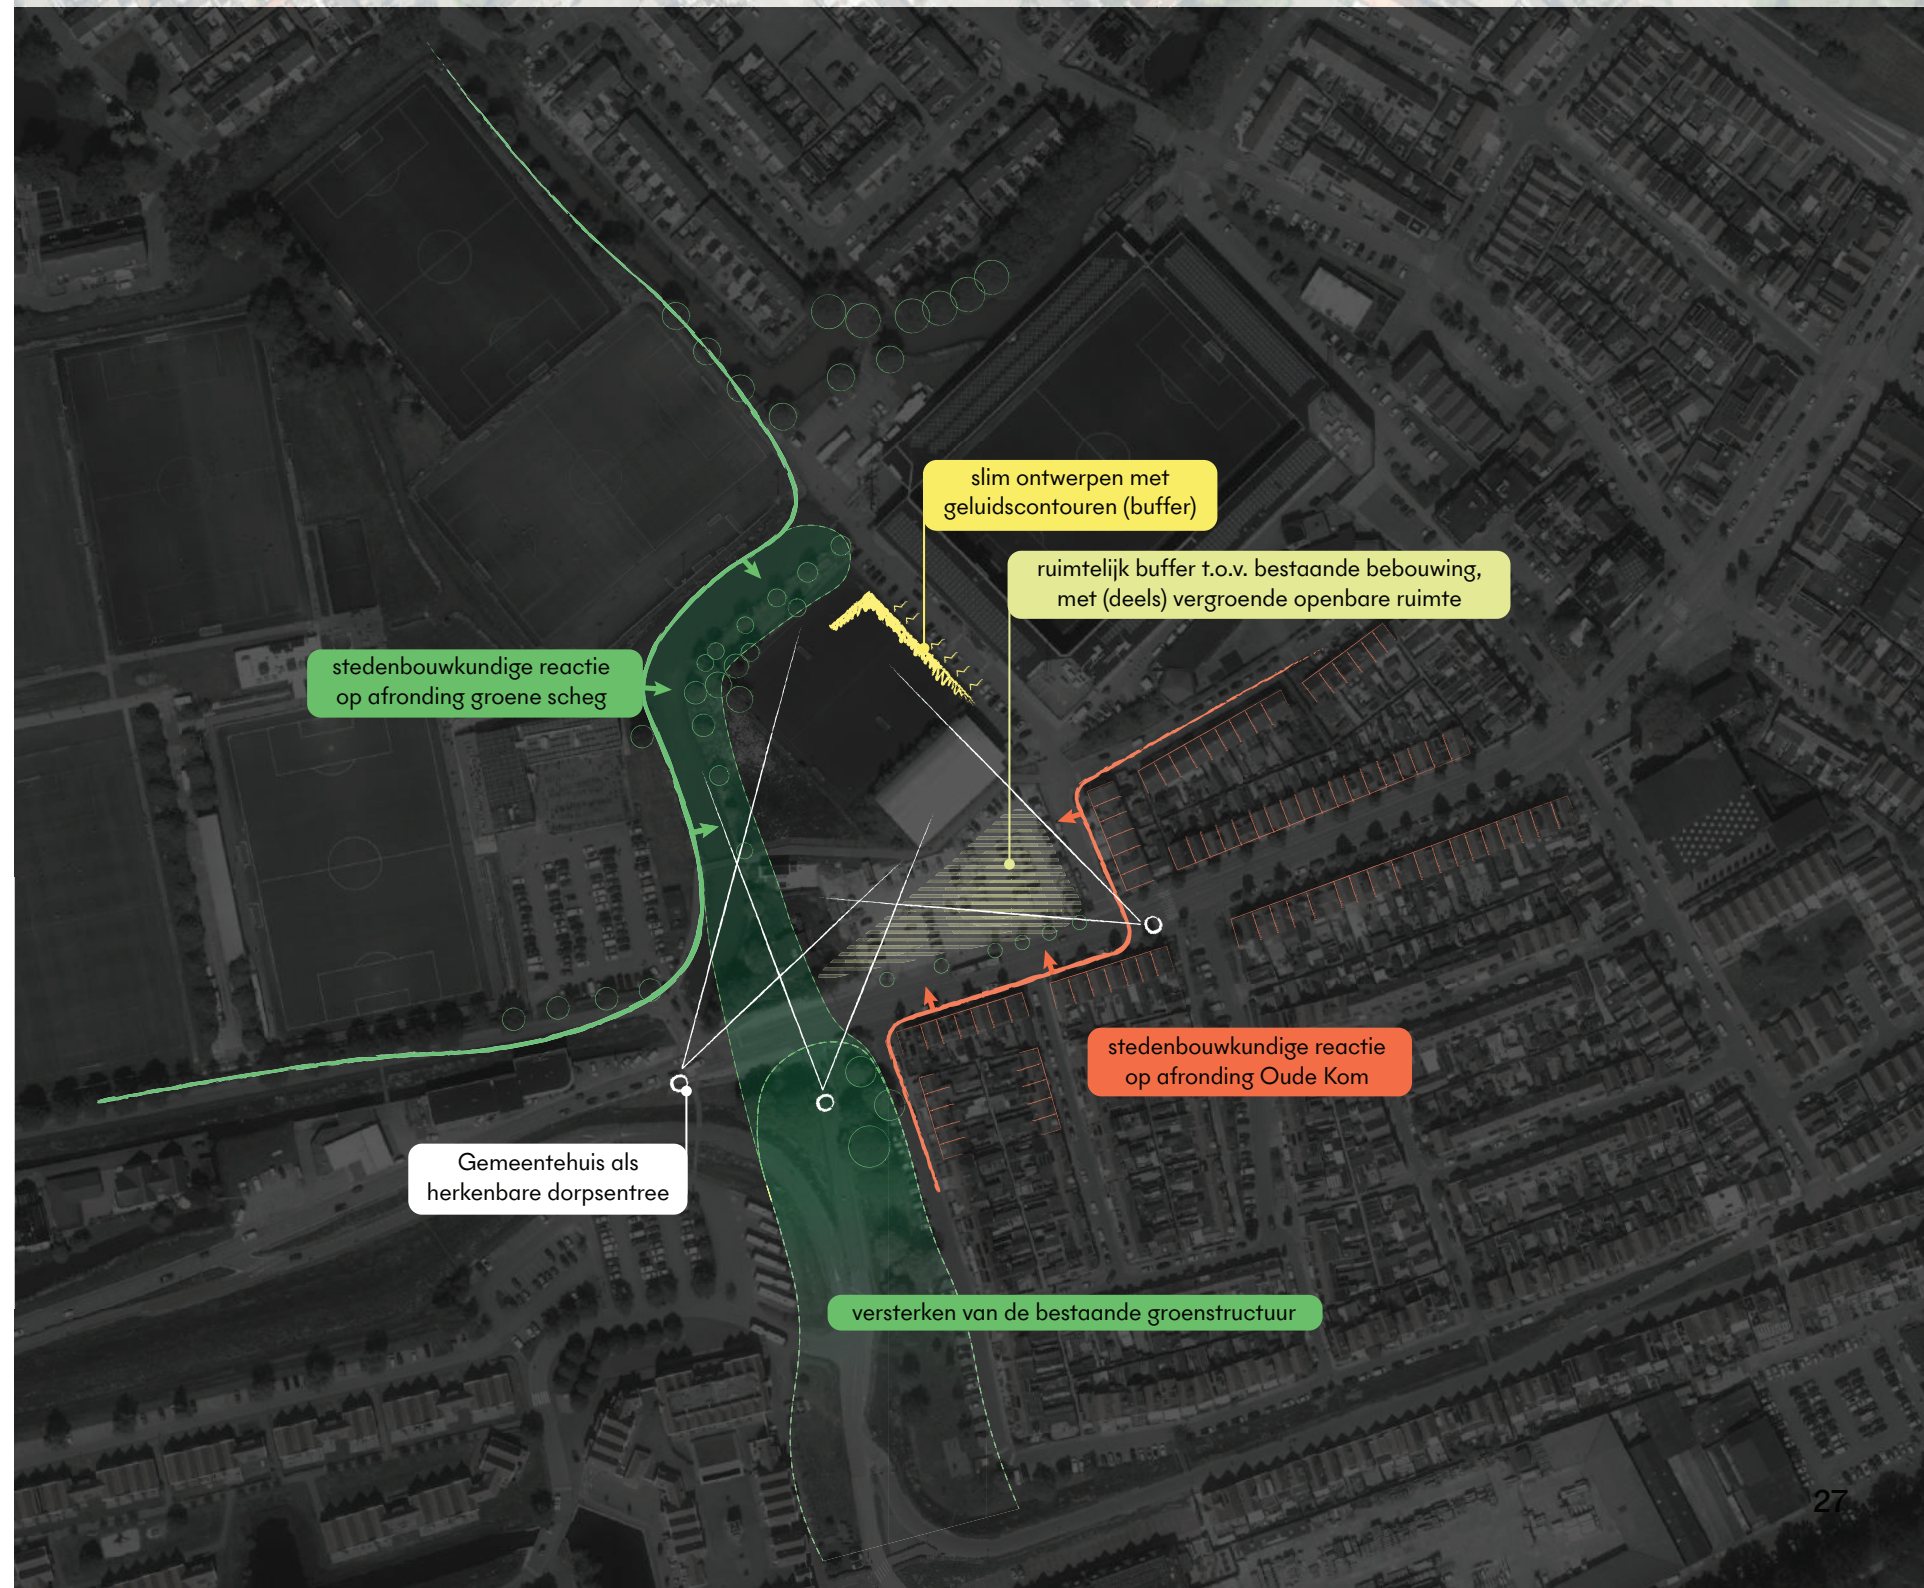 slim ontwerpen met
geluidscontouren (buffer)
ruimtelijk buffer t.o.v. bestaande bebouwing,
met (deels) vergroende openbare ruimte
stedenbouwkundige reactie
op afronding groene scheg
stedenbouwkundige reactie
op afronding Oude Kom
Gemeentehuis als
herkenbare dorpsentree
versterken van de bestaande groenstructuur
27